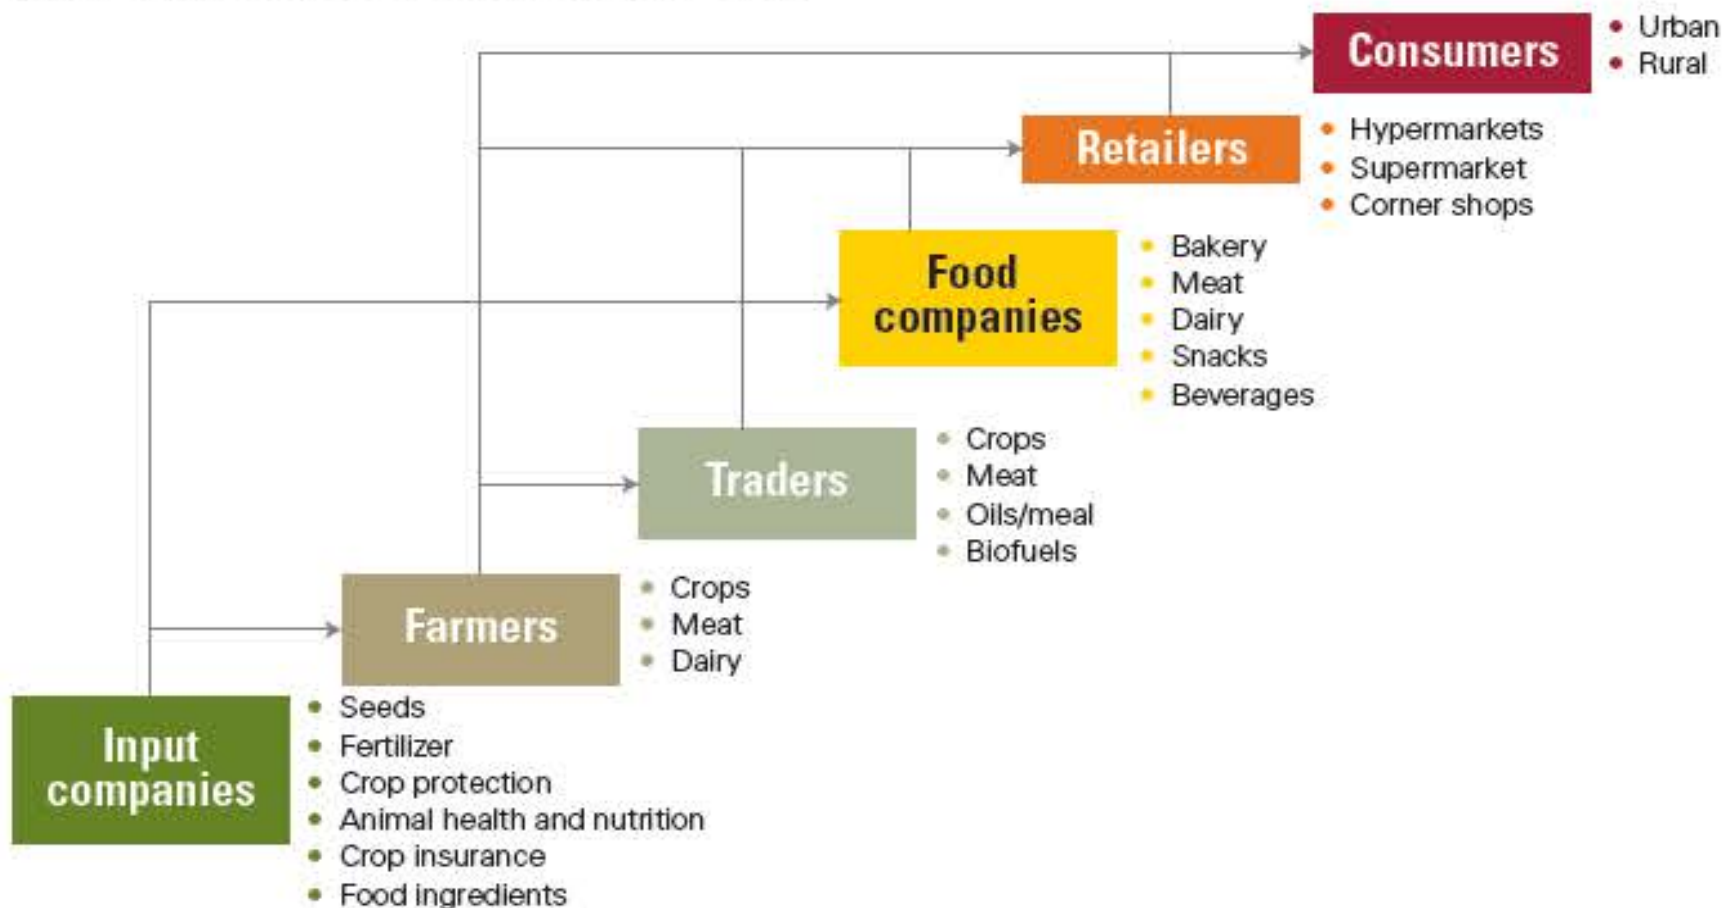 Consumers
• Urban
• Rural
Retailers
• Hypermarkets
• Supermarket
• Corner shops
Food
companies
• Bakery
• Meat
• Dairy
• Snacks
• Beverages
Traders
• Crops
• Meat
• Oils/meal
• Biofuels
Farmers
• Crops
• Meat
• Dairy
Input
companies
• Seeds
• Fertilizer
• Crop protection
• Animal health and nutrition
• Crop insurance
• Food ingredients